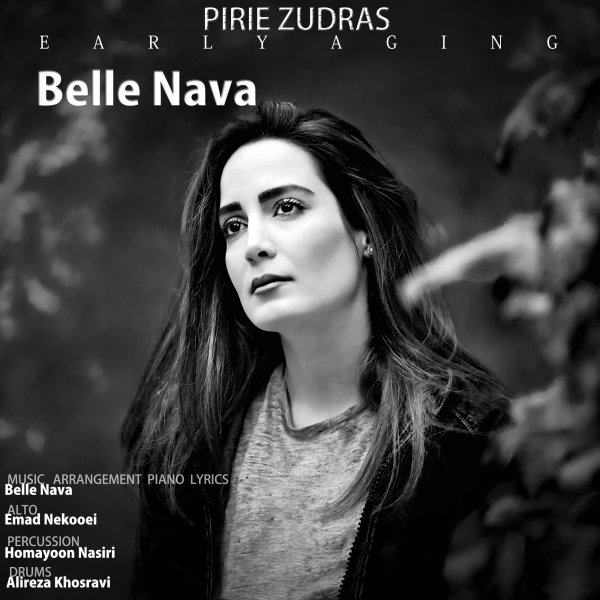 PIRIE ZUDRAS
EARLY AGING
Belle Nava
MUSIC ARRANGEMENT PIANO LYRICS
Belle Nava
ALTO
Emad Nekooei
PERCUSSION
Homayoon Nasiri
DRUMS
Alireza Khosravi